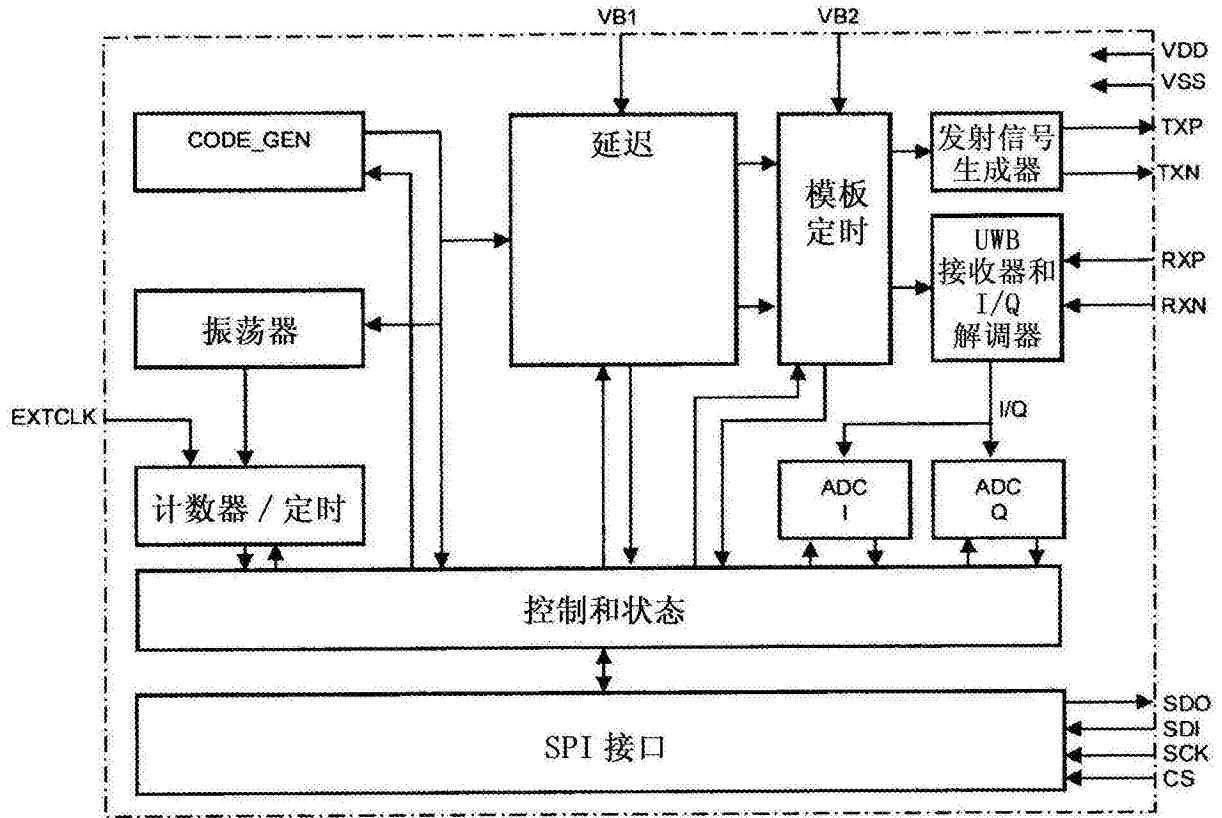 VB1
VB2
VDD
VSS
CODE_GEN
延迟
模板
定时
发射信号
生成器
TXP
TXN
UWB
接收器和
I/Q
解调器
RXP
RXN
振荡器
EXTCLK
I/Q
计数器/定时
ADC
I
ADC
Q
控制和状态
SPI 接口
SDO
SDI
SCK
CS